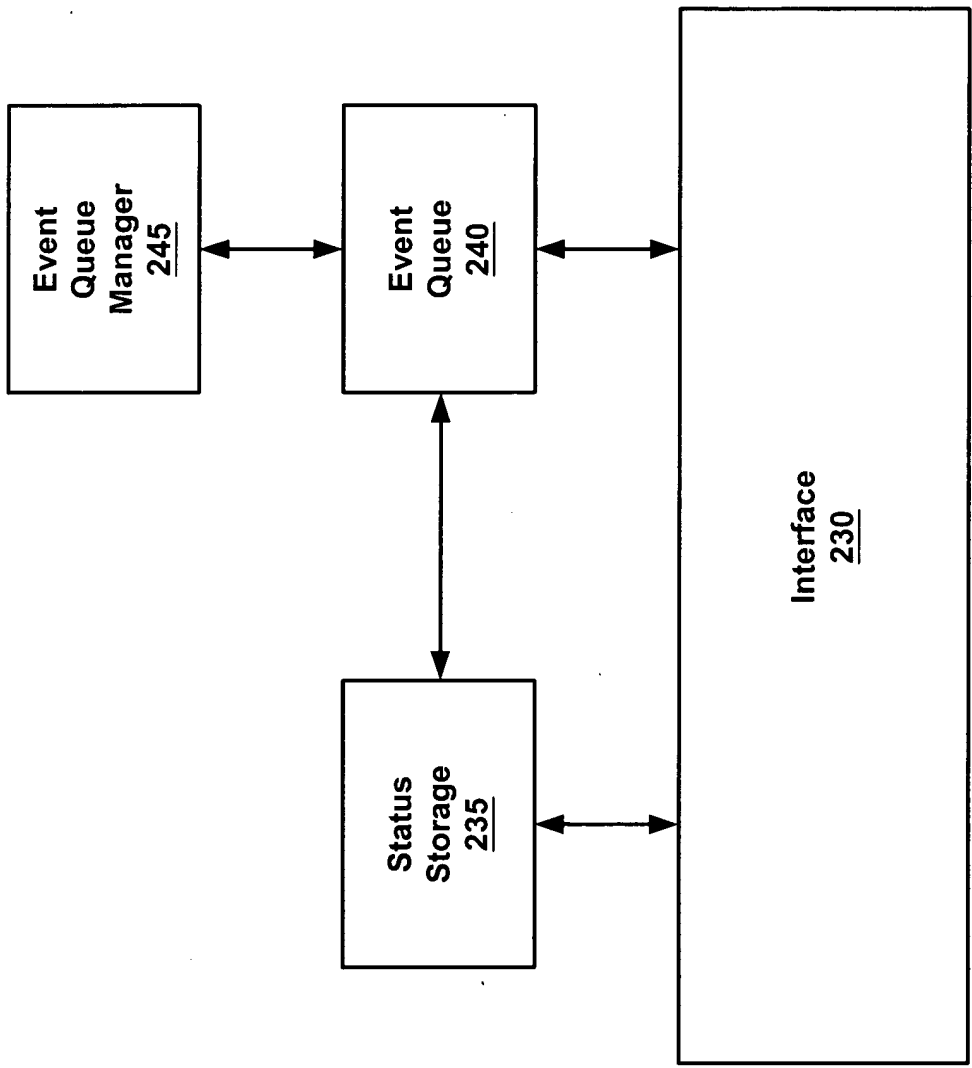 Event
Queue
Manager
245
Event
Queue
240
Status
Storage
235
Interface
230